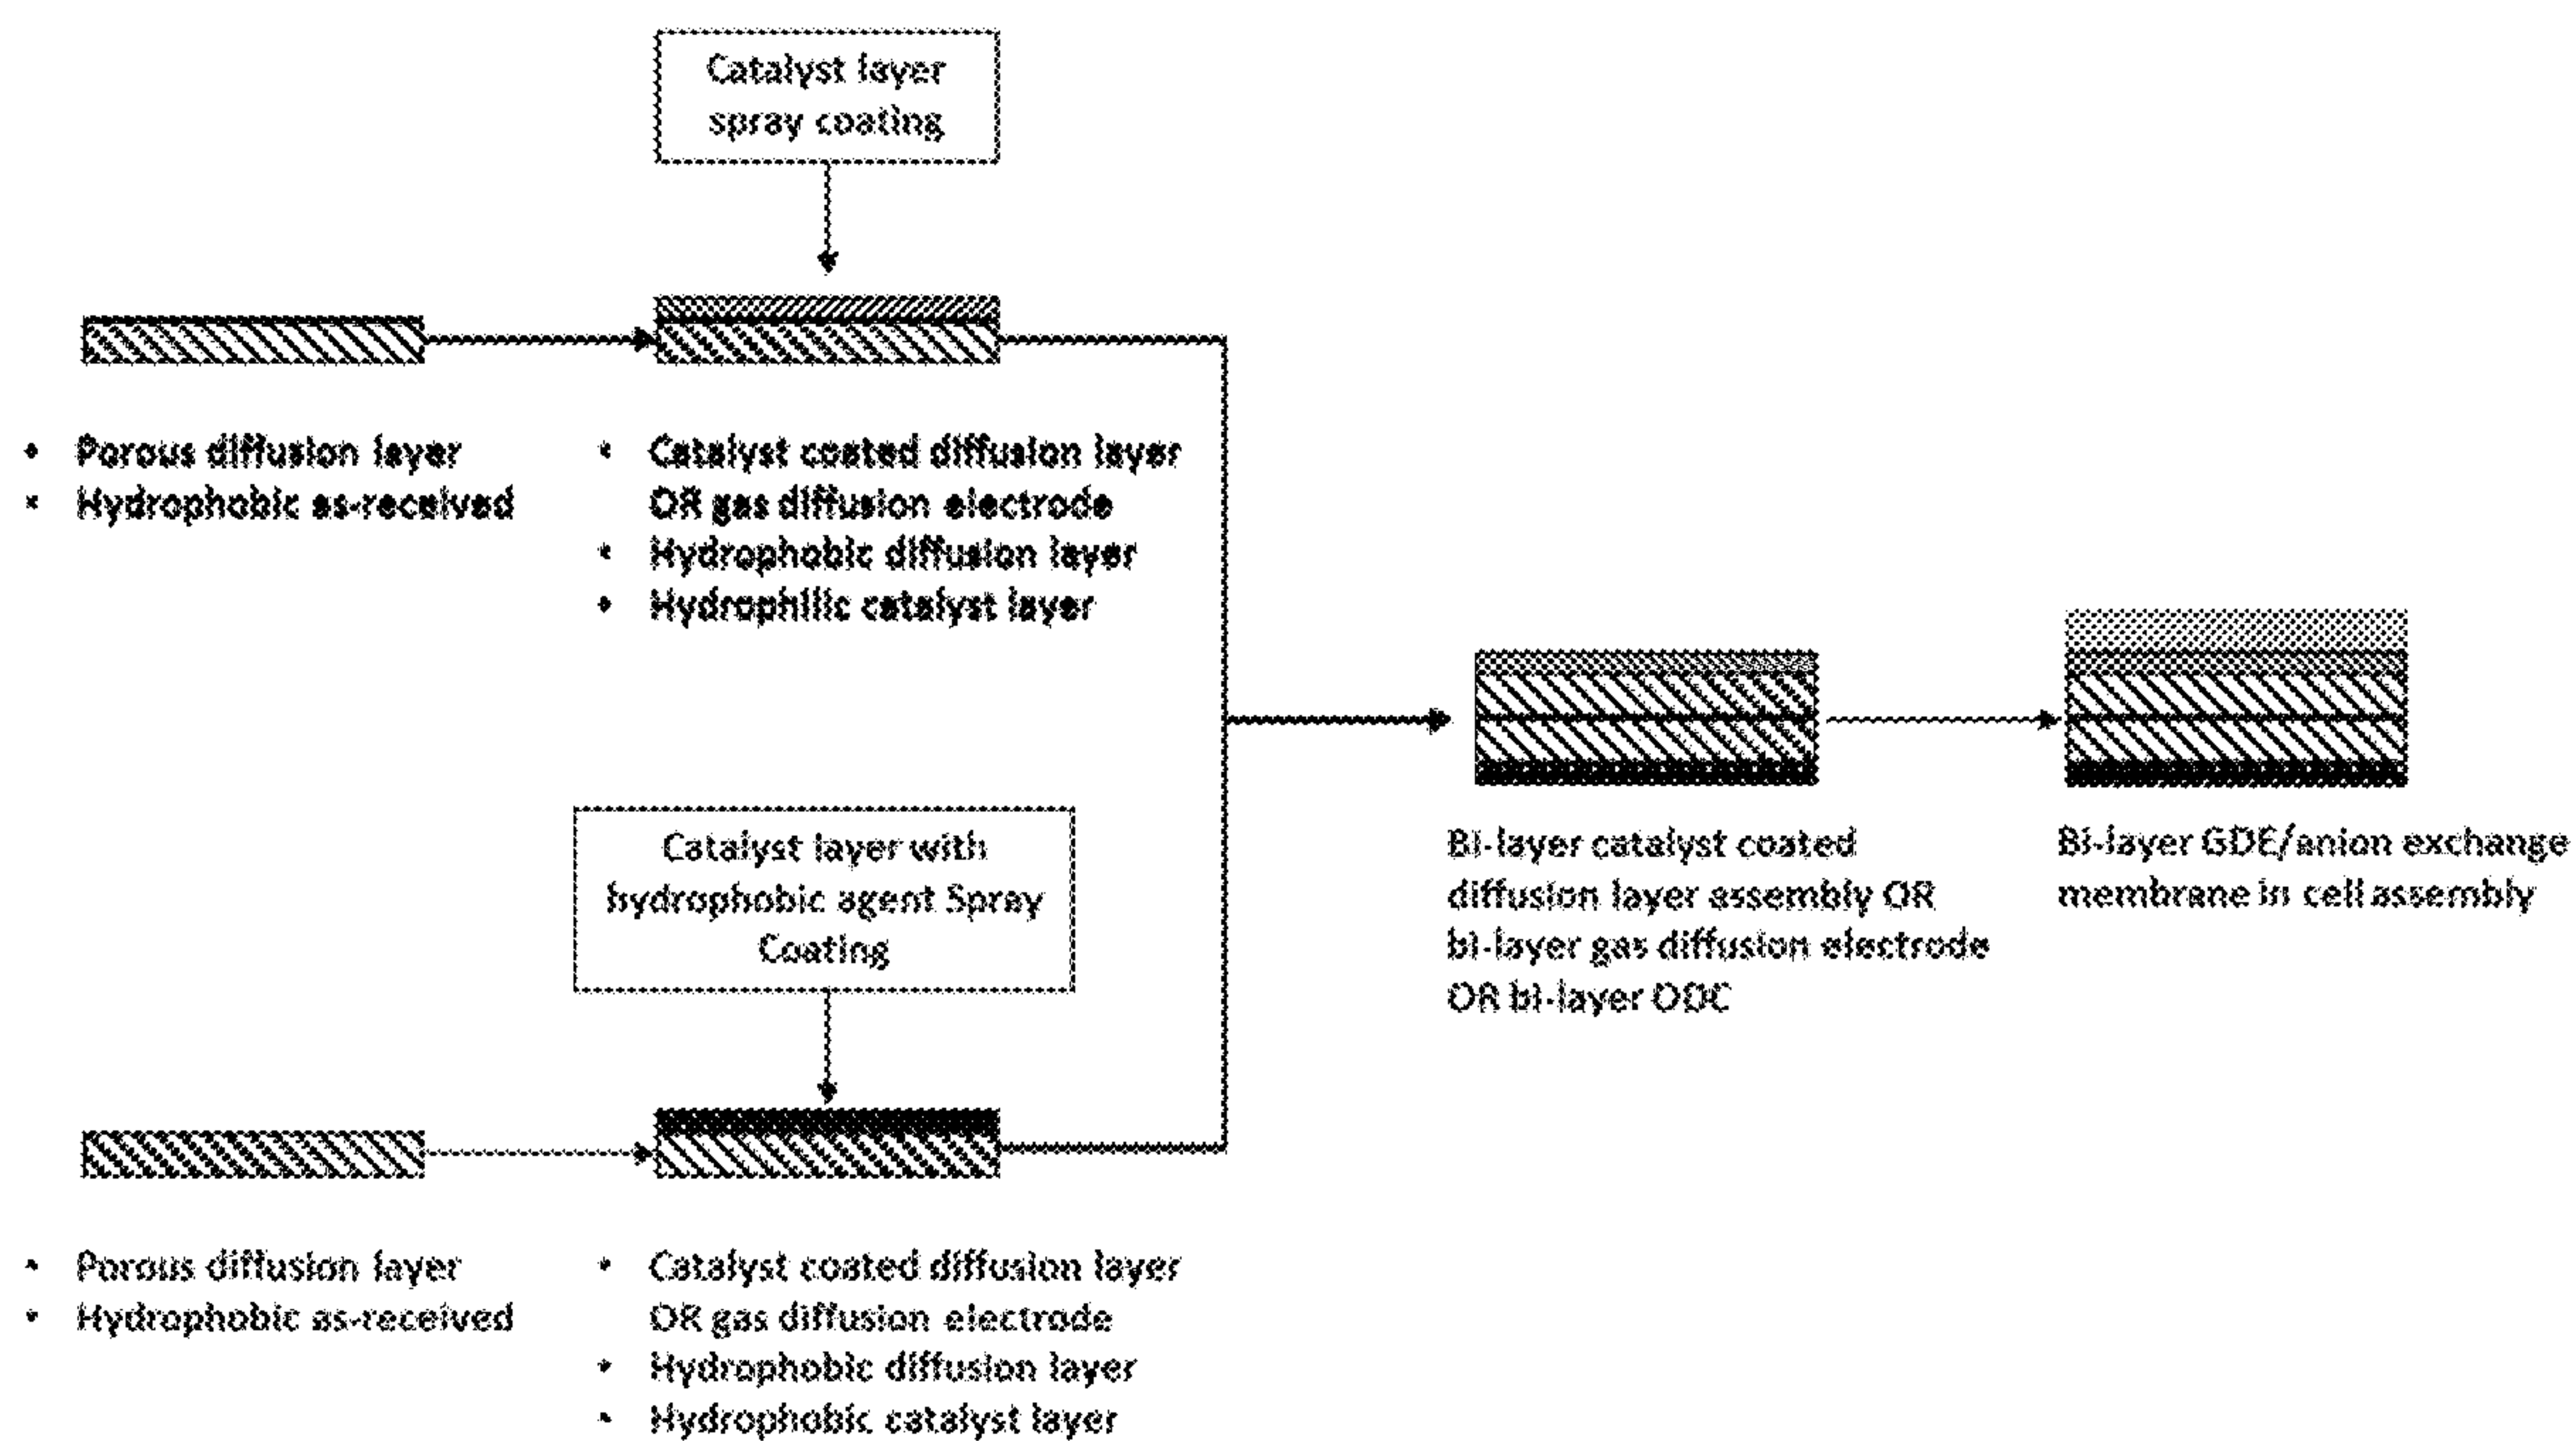 Catalyst layer
spray coating
• Porous diffusion layer
• Hydrophobic as-received
• Catalyst coated diffusion layer
OR gas diffusion electrode
• Hydrophobic diffusion layer
• Hydrophilic catalyst layer
Catalyst layer with
hydrophobic agent Spray
Coating
Bi-layer catalyst coated
diffusion layer assembly OR
bi-layer gas diffusion electrode
OR bi-layer ODC
Bi-layer GDE/anion exchange
membrane in cell assembly
• Porous diffusion layer
• Hydrophobic as-received
• Catalyst coated diffusion layer
OR gas diffusion electrode
• Hydrophobic diffusion layer
• Hydrophobic catalyst layer